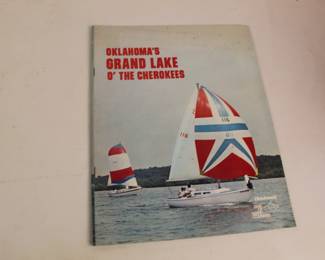 OKLAHOMA'S
GRAND LAKE
O' THE CHEROKEES